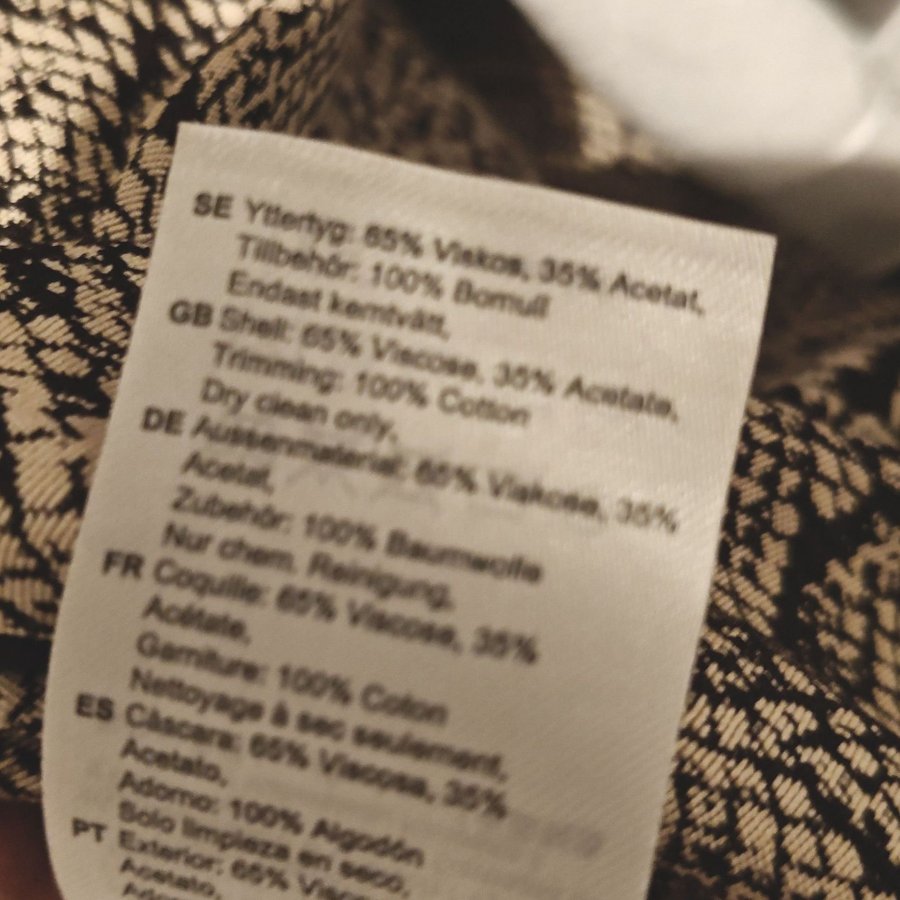 SE Yttertyg: 65% Viskos, 35% Acetat,
Tillbehör: 100% Bomull
Endast kemtvätt,
GB Shell: 65% Viscose, 35% Acetate,
Trimming: 100% Cotton
Dry clean only,
DE Aussenmaterial: 65% Viskose, 35%
Acetat,
Zubehör: 100% Baumwolle
Nur chem. Reinigung,
FR Coquille: 65% Viscose, 35%
Acétate,
Garniture: 100% Coton
Nettoyage à sec seulement,
ES Cáscara: 65% Viscosa, 35%
Acetato,
Adorno: 100% Algodón
Solo limpieza en seco,
PT Exterior: 65%
Acetato,